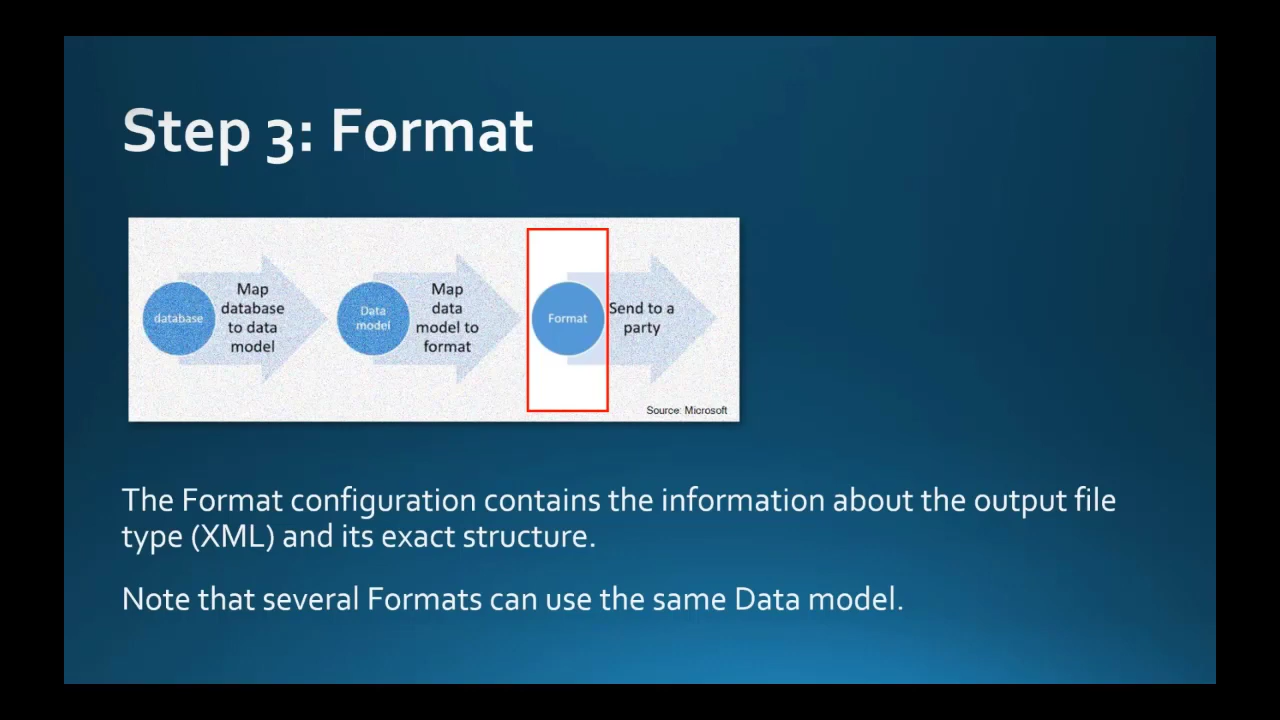 Step 3: Format
database
Map
database
to data
model
Data
model
Map
data
model to
format
Format
Send to a
party
Source: Microsoft
The Format configuration contains the information about the output file
type (XML) and its exact structure.
Note that several Formats can use the same Data model.